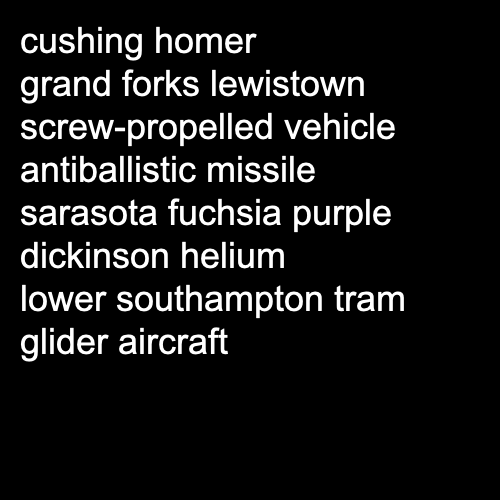 cushing homer
grand forks lewistown
screw-propelled vehicle
antiballistic missile
sarasota fuchsia purple
dickinson helium
lower southampton tram
glider aircraft